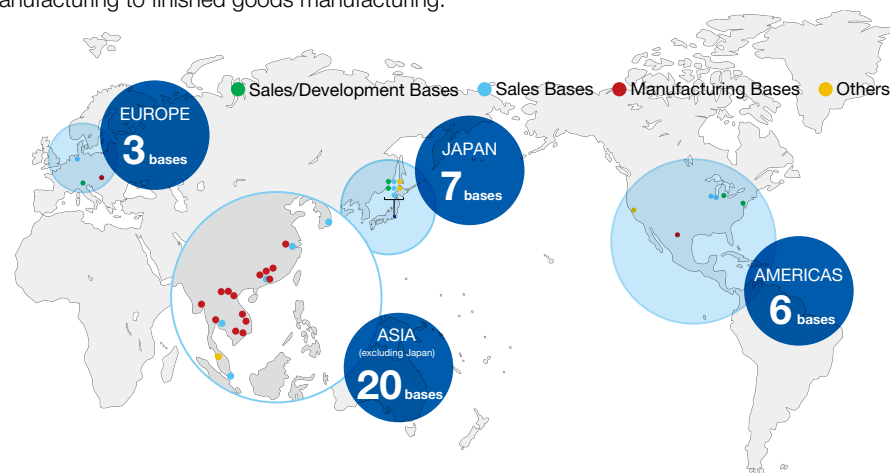 anufacturing to finished goods manufacturing.
Sales/Development Bases
Sales Bases
Manufacturing Bases
Others
EUROPE
3 bases
JAPAN
7 bases
AMERICAS
6 bases
ASIA
(excluding Japan)
20 bases